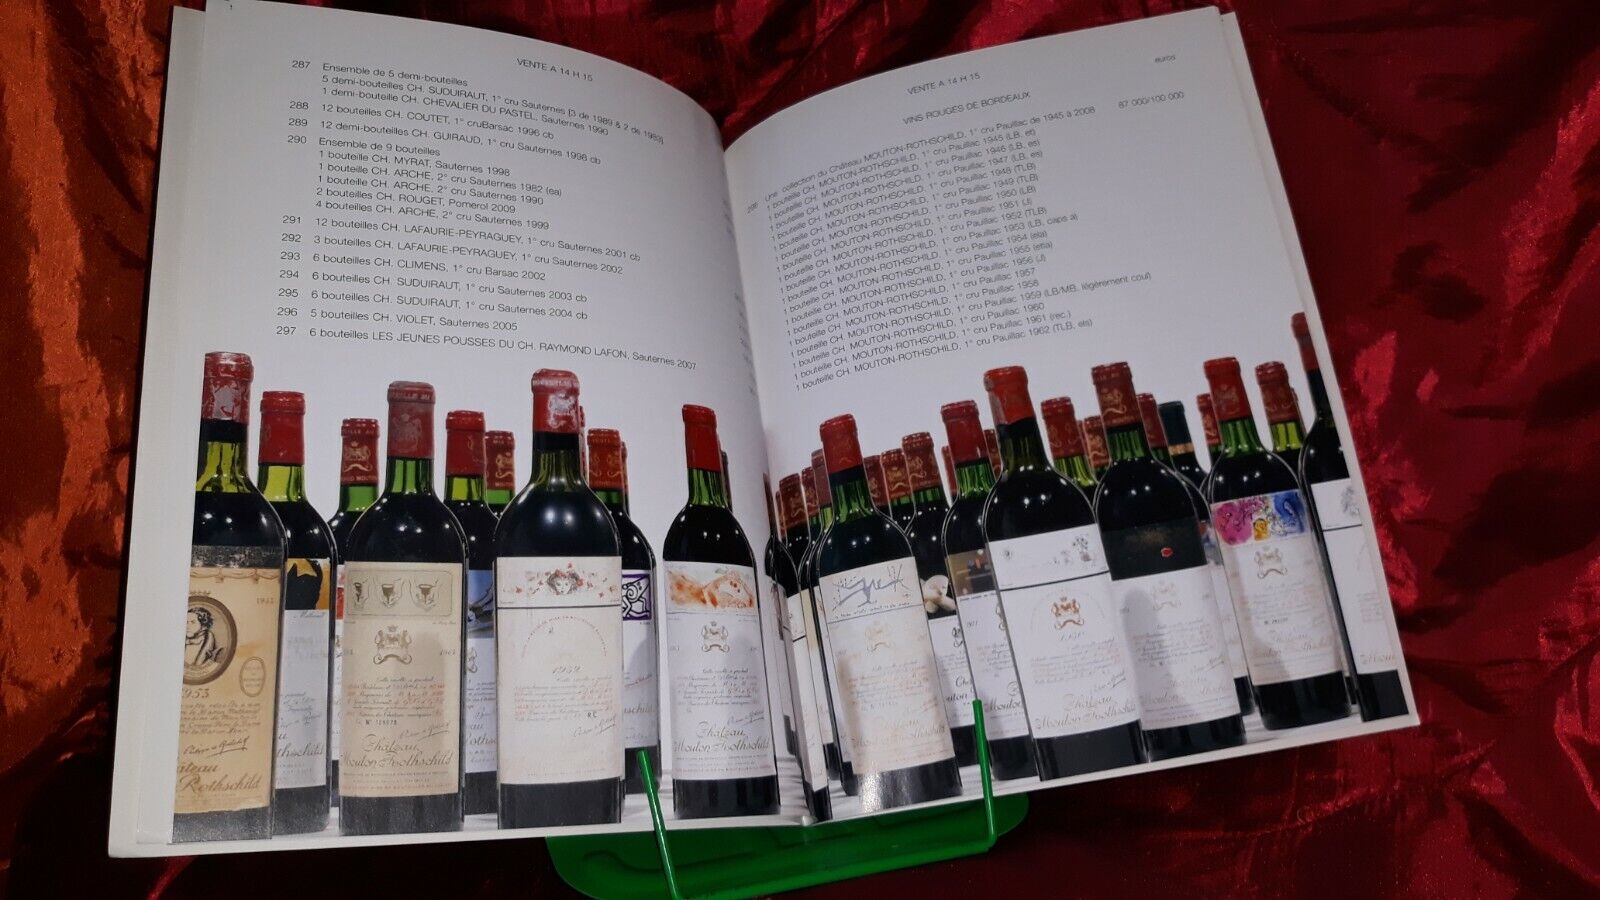 VENTE A 14 H 15
287 Ensemble de 5 demi-bouteilles
5 demi-bouteilles CH. SUDUIRAUT, 1° cru Sauternes [3 de 1989 & 2 de 1983]
1 demi-bouteille CH. CHEVALIER DU PASTEL, Sauternes 1990
288 12 bouteilles CH. COUTET, 1° cruBarsac 1996 cb
289 12 demi-bouteilles CH. GUIRAUD, 1° cru Sauternes 1998 cb
290 Ensemble de 9 bouteilles
1 bouteille CH. MYRAT, Sauternes 1998
1 bouteille CH. ARCHE, 2° cru Sauternes 1982 (ea)
1 bouteille CH. ARCHE, 2° cru Sauternes 1990
2 bouteilles CH. ROUGET, Pomerol 2009
4 bouteilles CH. ARCHE, 2° cru Sauternes 1999
291 12 bouteilles CH. LAFAURIE-PEYRAGUEY, 1° cru Sauternes 2001 cb
292 3 bouteilles CH. LAFAURIE-PEYRAGUEY, 1° cru Sauternes 2002
293 6 bouteilles CH. CLIMENS, 1° cru Barsac 2002
294 6 bouteilles CH. SUDUIRAUT, 1° cru Sauternes 2003 cb
295 6 bouteilles CH. SUDUIRAUT, 1° cru Sauternes 2004 cb
296 5 bouteilles CH. VIOLET, Sauternes 2005
297 6 bouteilles LES JEUNES POUSSES DU CH. RAYMOND LAFON, Sauternes 2007
VENTE A 14 H 15
euros
VINS ROUGES DE BORDEAUX
298 Une collection du Château MOUTON-ROTHSCHILD, 1° cru Pauillac de 1945 à 2008 87 000/100 000
1 bouteille CH. MOUTON-ROTHSCHILD, 1° cru Pauillac 1945 (LB, et)
1 bouteille CH. MOUTON-ROTHSCHILD, 1° cru Pauillac 1946 (LB, es)
1 bouteille CH. MOUTON-ROTHSCHILD, 1° cru Pauillac 1947 (LB, es)
1 bouteille CH. MOUTON-ROTHSCHILD, 1° cru Pauillac 1948 (TLB)
1 bouteille CH. MOUTON-ROTHSCHILD, 1° cru Pauillac 1949 (TLB)
1 bouteille CH. MOUTON-ROTHSCHILD, 1° cru Pauillac 1950 (LB)
1 bouteille CH. MOUTON-ROTHSCHILD, 1° cru Pauillac 1951 (J)
1 bouteille CH. MOUTON-ROTHSCHILD, 1° cru Pauillac 1952 (TLB)
1 bouteille CH. MOUTON-ROTHSCHILD, 1° cru Pauillac 1953 (LB, caps a)
1 bouteille CH. MOUTON-ROTHSCHILD, 1° cru Pauillac 1954 (ela)
1 bouteille CH. MOUTON-ROTHSCHILD, 1° cru Pauillac 1955 (etla)
1 bouteille CH. MOUTON-ROTHSCHILD, 1° cru Pauillac 1956 (J)
1 bouteille CH. MOUTON-ROTHSCHILD, 1° cru Pauillac 1957
1 bouteille CH. MOUTON-ROTHSCHILD, 1° cru Pauillac 1958
1 bouteille CH. MOUTON-ROTHSCHILD, 1° cru Pauillac 1959 (LB/MB, légèrement coul)
1 bouteille CH. MOUTON-ROTHSCHILD, 1° cru Pauillac 1960
1 bouteille CH. MOUTON-ROTHSCHILD, 1° cru Pauillac 1961 (rec.)
1 bouteille CH. MOUTON-ROTHSCHILD, 1° cru Pauillac 1962 (TLB, els)
1953
1953
Rothschild
Château
Mouton Rothschild
1959
Château
Mouton Rothschild
Château
Mouton Rothschild
Château
Mouton Rothschild
Château
Mouton Rothschild